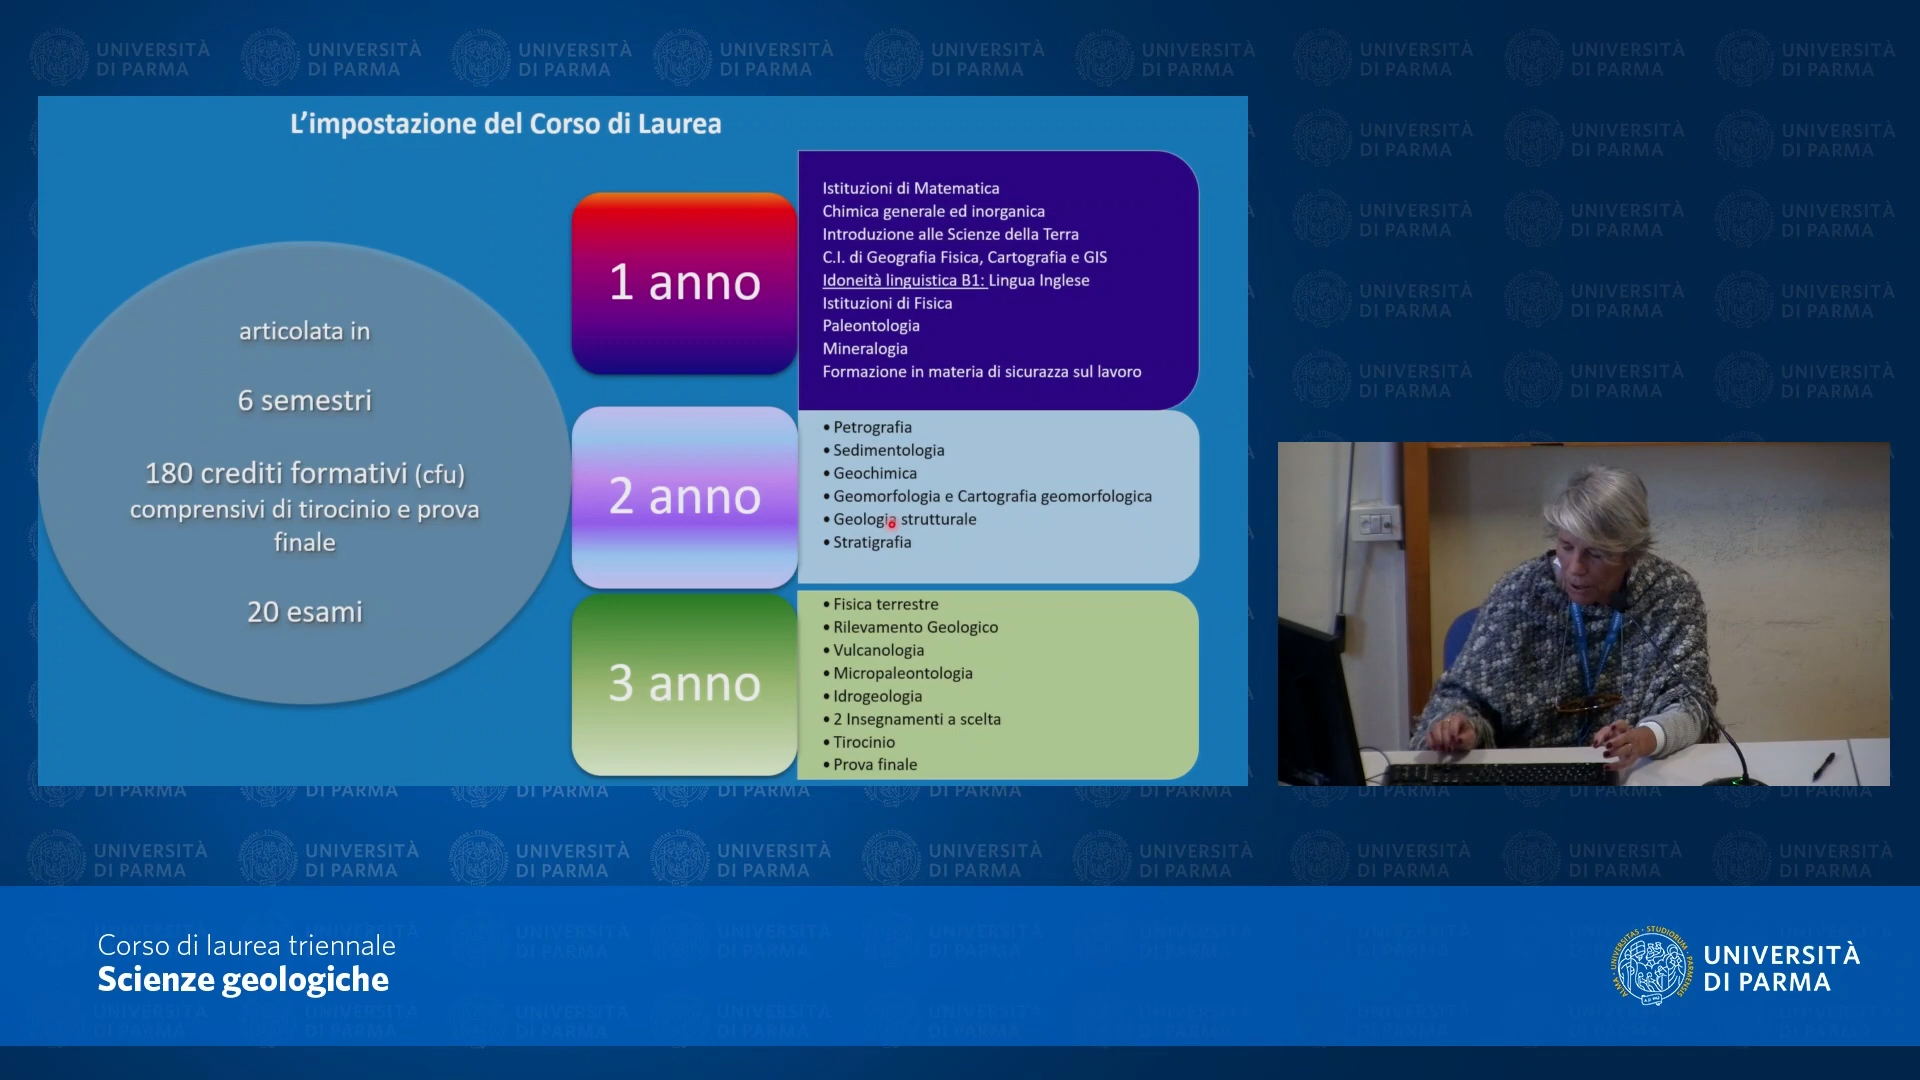 L’impostazione del Corso di Laurea
articolata in
6 semestri
180 crediti formativi (cfu)
comprensivi di tirocinio e prova
finale
20 esami
1 anno
Istituzioni di Matematica
Chimica generale ed inorganica
Introduzione alle Scienze della Terra
C.I. di Geografia Fisica, Cartografia e GIS
Idoneità linguistica B1: Lingua Inglese
Istituzioni di Fisica
Paleontologia
Mineralogia
Formazione in materia di sicurazza sul lavoro
2 anno
• Petrografia
• Sedimentologia
• Geochimica
• Geomorfologia e Cartografia geomorfologica
• Geologia strutturale
• Stratigrafia
3 anno
• Fisica terrestre
• Rilevamento Geologico
• Vulcanologia
• Micropaleontologia
• Idrogeologia
• 2 Insegnamenti a scelta
• Tirocinio
• Prova finale
Corso di laurea triennale
Scienze geologiche
UNIVERSITÀ
DI PARMA